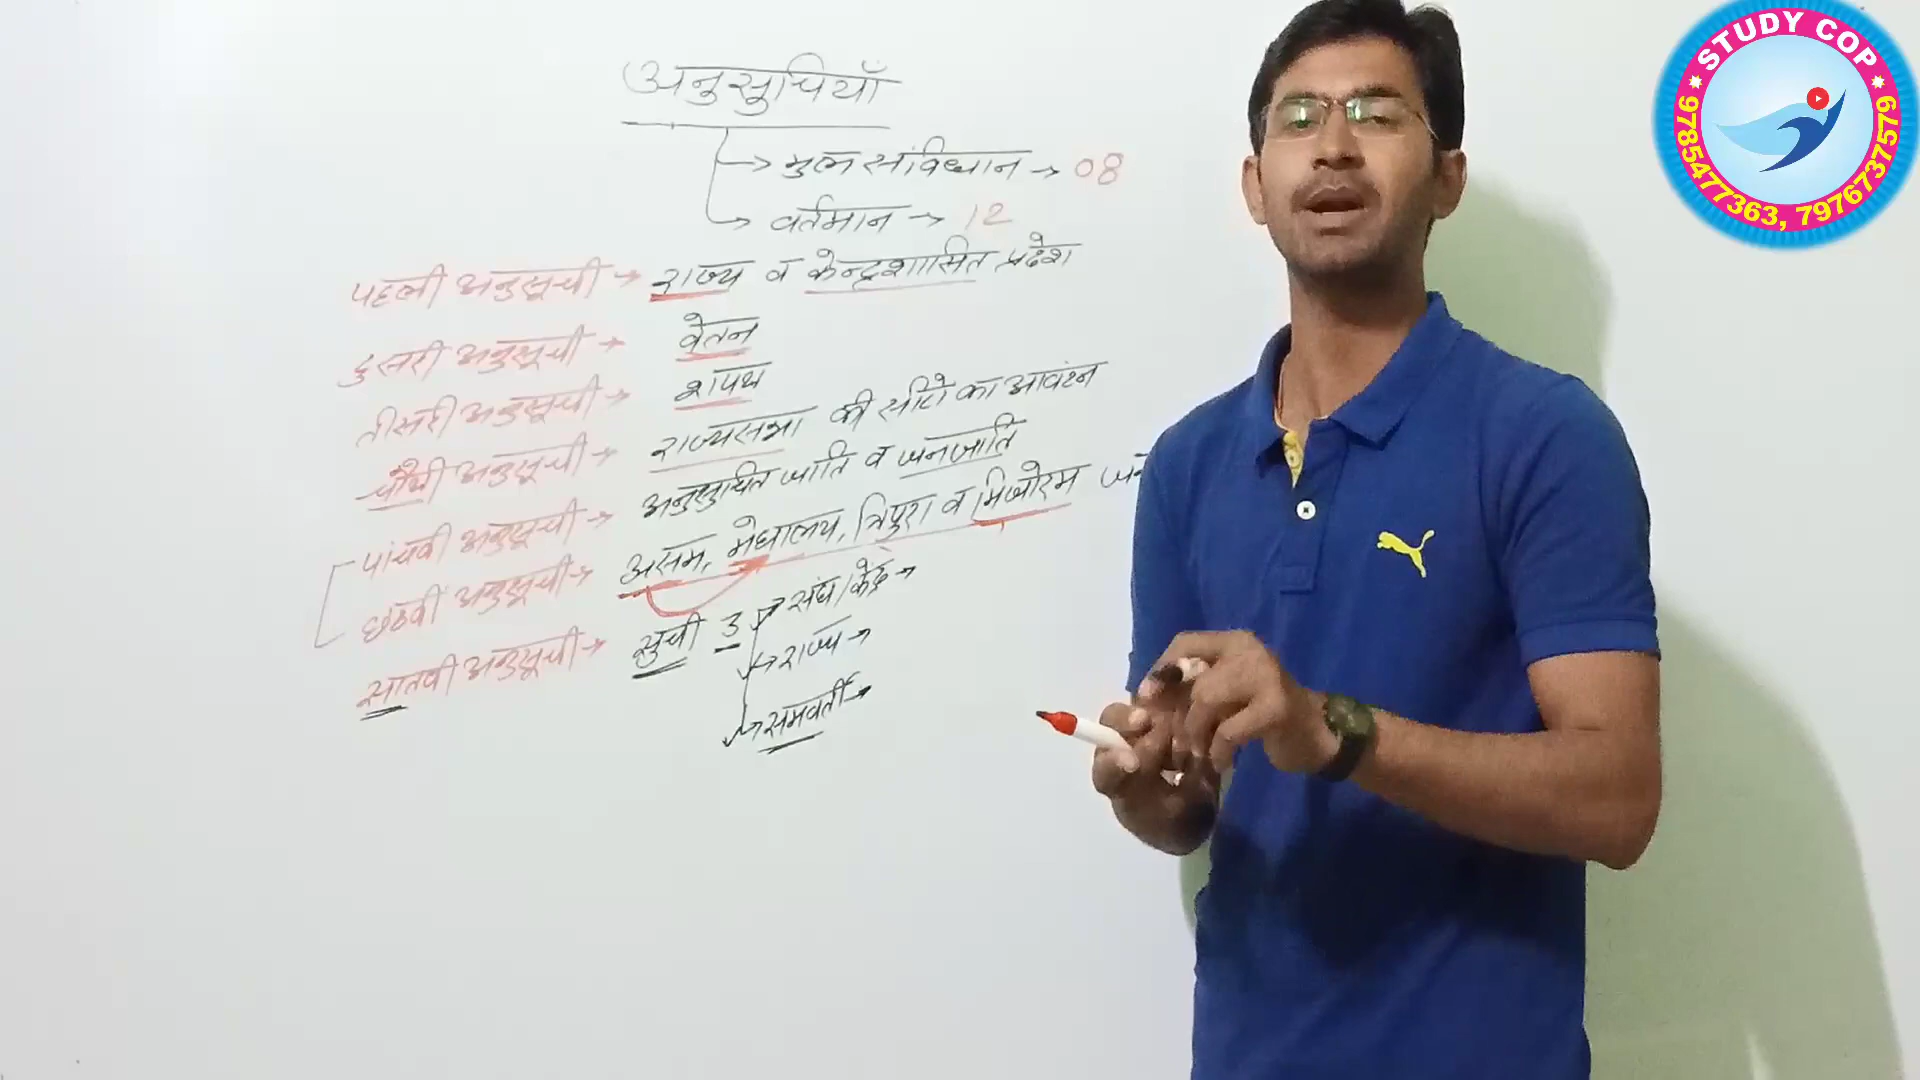 अनुसुचियाँ
→ मुल संविधान → 08
→ वर्तमान → 12
पहली अनुसूची → राज्य व केन्द्रशासित प्रदेश
दुसरी अनुसूची → वेतन
तीसरी अनुसूची → शपथ
चौथी अनुसूची → राज्यसभा की सीटो का आवंटन
पांचवी अनुसूची → अनुसुचित जाति व जनजाति
छठवीं अनुसूची → असम, मेघालय, त्रिपुरा व मिजोरम
सातवी अनुसूची → सुची 3 → संघ/केंद्र →
→ राज्य →
→ समवर्ती →
STUDY COP
9785477363, 7976737579